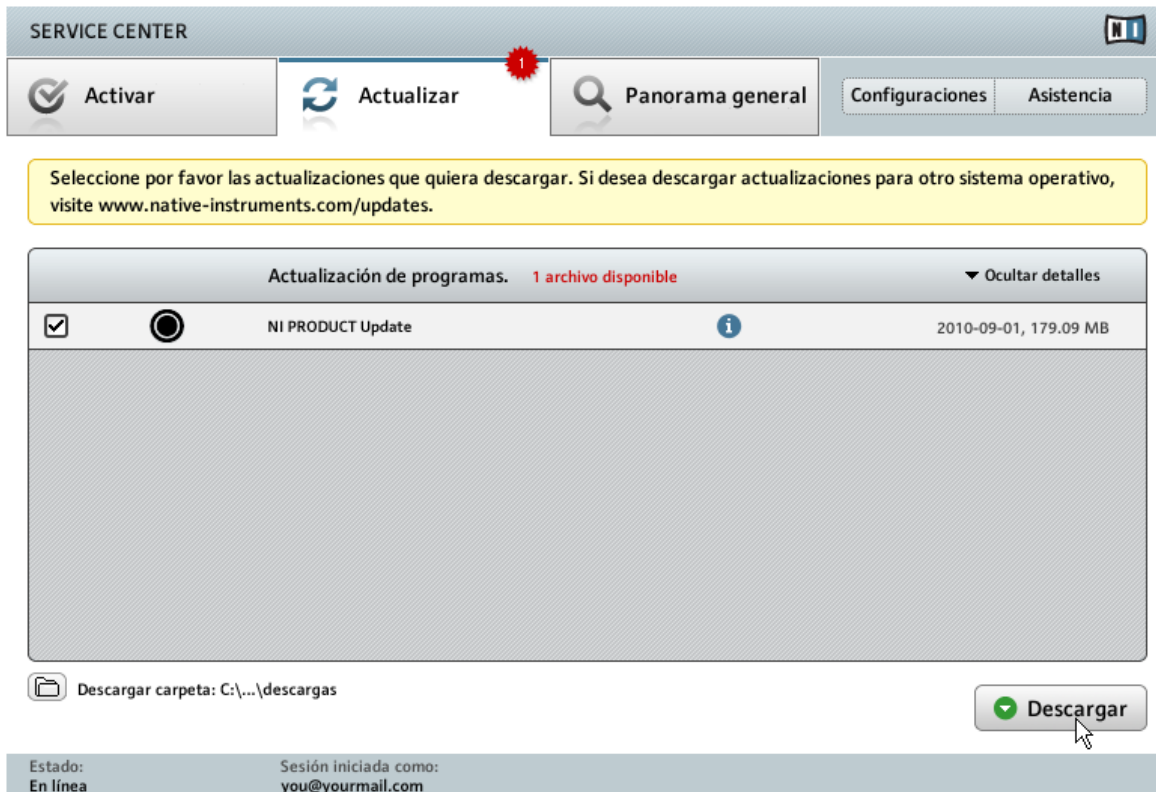 SERVICE CENTER
NI
Activar
Actualizar
1
Panorama general
Configuraciones
Asistencia
Seleccione por favor las actualizaciones que quiera descargar. Si desea descargar actualizaciones para otro sistema operativo,
visite www.native-instruments.com/updates.
Actualización de programas. 1 archivo disponible
Ocultar detalles
NI PRODUCT Update
i
2010-09-01, 179.09 MB
Descargar carpeta: C:\...\descargas
Descargar
Estado:
En línea
Sesión iniciada como:
you@yourmail.com